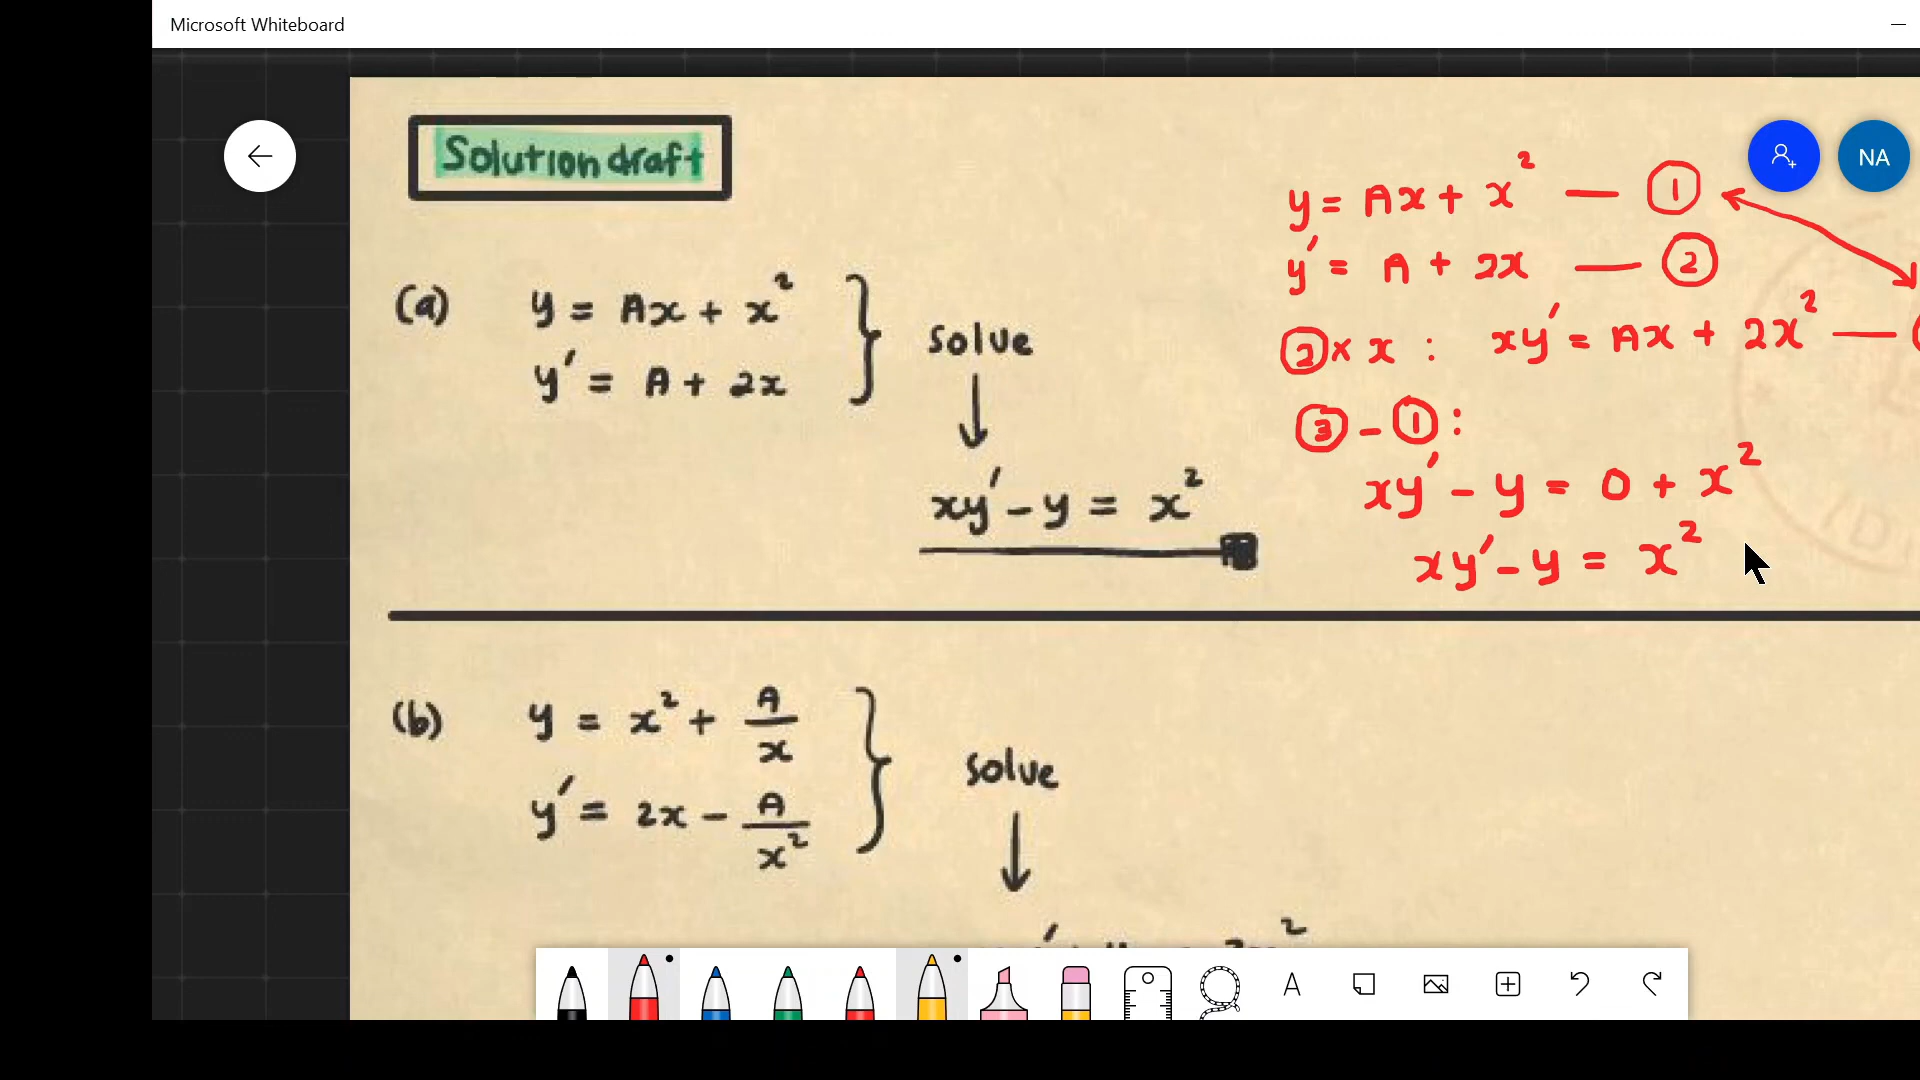 Microsoft Whiteboard
NA
Solution draft
(a) y = Ax + x²
y′ = A + 2x
solve
xy′ − y = x²
y = Ax + x² — ①
y′ = A + 2x — ②
② × x : xy′ = Ax + 2x² —
③ − ① :
xy′ − y = 0 + x²
xy′ − y = x²
(b) y = x² + A/x
y′ = 2x − A/x²
solve